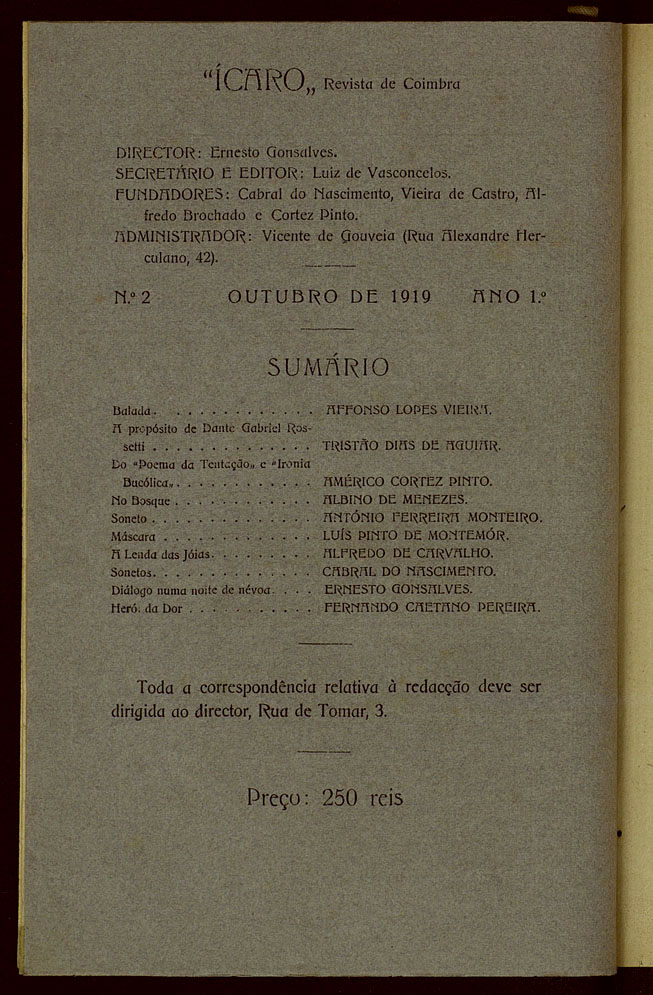 "ÍCARO„ Revista de Coimbra
DIRECTOR: Ernesto Gonsalves.
SECRETÁRIO E EDITOR: Luiz de Vasconcelos.
FUNDADORES: Cabral do Nascimento, Vieira de Castro, Al-
fredo Brochado e Cortez Pinto.
ADMINISTRADOR: Vicente de Gouveia (Rua Alexandre Her-
culano, 42).
N.º 2 OUTUBRO DE 1919 ANO 1.º
SUMÁRIO
Balada. . . . . . . . . . . . . AFFONSO LOPES VIEIRA.
A propósito de Dante Gabriel Ros-
setti . . . . . . . . . . . . . . TRISTÃO DIAS DE AGUIAR.
Do "Poema da Tentação„ e "Ironia
Bucólica„. . . . . . . . . . . . AMÉRICO CORTEZ PINTO.
No Bosque . . . . . . . . . . . . ALBINO DE MENEZES.
Soneto . . . . . . . . . . . . . . ANTÓNIO FERREIRA MONTEIRO.
Máscara . . . . . . . . . . . . . LUÍS PINTO DE MONTEMÓR.
A Lenda das Jóias. . . . . . . . . ALFREDO DE CARVALHO.
Sonetos. . . . . . . . . . . . . . CABRAL DO NASCIMENTO.
Diálogo numa noite de névoa. . . . ERNESTO GONSALVES.
Herói da Dor . . . . . . . . . . . FERNANDO CAETANO PEREIRA.
Toda a correspondência relativa à redacção deve ser
dirigida ao director, Rua de Tomar, 3.
Preço: 250 reis